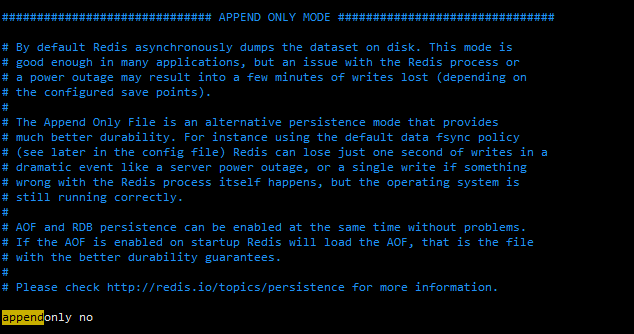 ############################## APPEND ONLY MODE ###############################
# By default Redis asynchronously dumps the dataset on disk. This mode is
# good enough in many applications, but an issue with the Redis process or
# a power outage may result into a few minutes of writes lost (depending on
# the configured save points).
#
# The Append Only File is an alternative persistence mode that provides
# much better durability. For instance using the default data fsync policy
# (see later in the config file) Redis can lose just one second of writes in a
# dramatic event like a server power outage, or a single write if something
# wrong with the Redis process itself happens, but the operating system is
# still running correctly.
#
# AOF and RDB persistence can be enabled at the same time without problems.
# If the AOF is enabled on startup Redis will load the AOF, that is the file
# with the better durability guarantees.
#
# Please check http://redis.io/topics/persistence for more information.
appendonly no